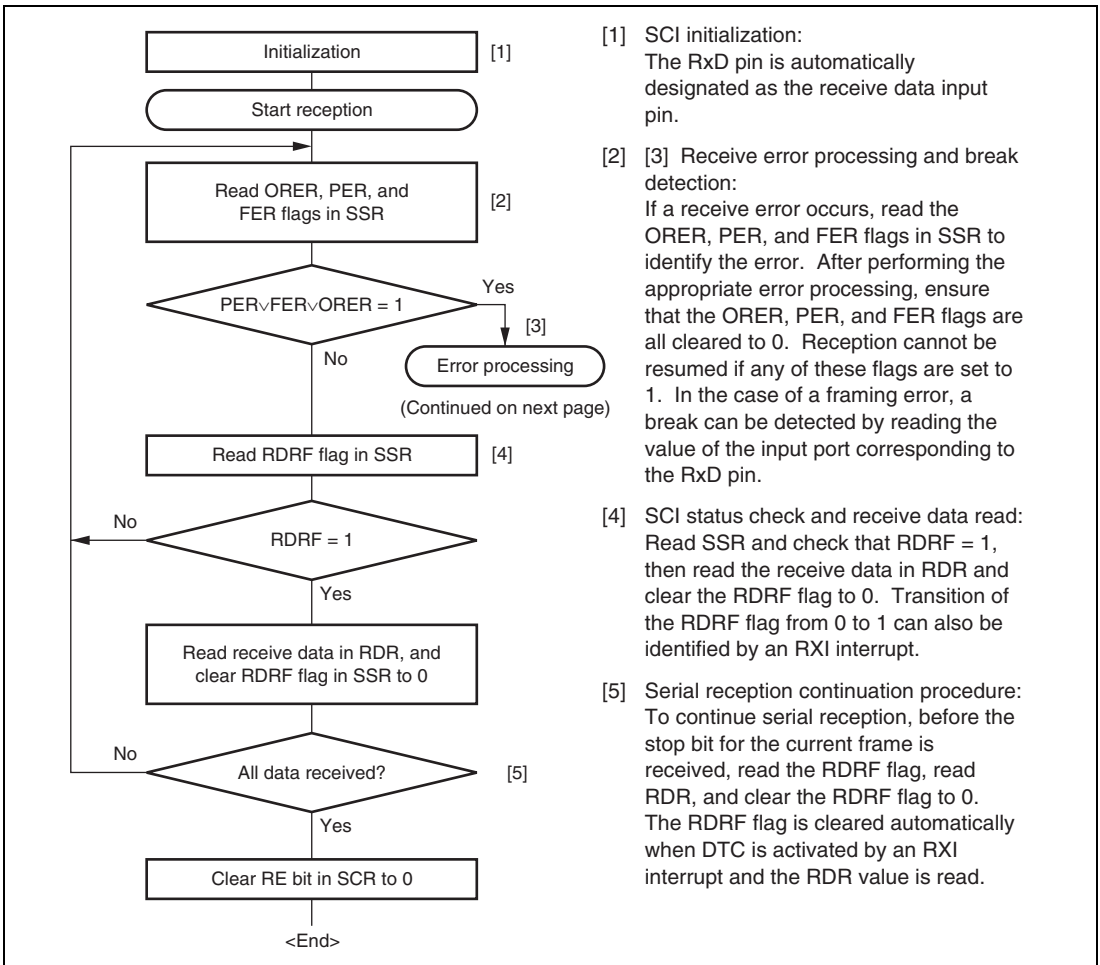 Initialization
[1]
Start reception
Read ORER, PER, and
FER flags in SSR
[2]
PER∨FER∨ORER = 1
Yes
[3]
No
Error processing
(Continued on next page)
Read RDRF flag in SSR
[4]
No
RDRF = 1
Yes
Read receive data in RDR, and
clear RDRF flag in SSR to 0
No
All data received?
[5]
Yes
Clear RE bit in SCR to 0
<End>
[1] SCI initialization:
The RxD pin is automatically
designated as the receive data input
pin.
[2] [3] Receive error processing and break
detection:
If a receive error occurs, read the
ORER, PER, and FER flags in SSR to
identify the error. After performing the
appropriate error processing, ensure
that the ORER, PER, and FER flags are
all cleared to 0. Reception cannot be
resumed if any of these flags are set to
1. In the case of a framing error, a
break can be detected by reading the
value of the input port corresponding to
the RxD pin.
[4] SCI status check and receive data read:
Read SSR and check that RDRF = 1,
then read the receive data in RDR and
clear the RDRF flag to 0. Transition of
the RDRF flag from 0 to 1 can also be
identified by an RXI interrupt.
[5] Serial reception continuation procedure:
To continue serial reception, before the
stop bit for the current frame is
received, read the RDRF flag, read
RDR, and clear the RDRF flag to 0.
The RDRF flag is cleared automatically
when DTC is activated by an RXI
interrupt and the RDR value is read.